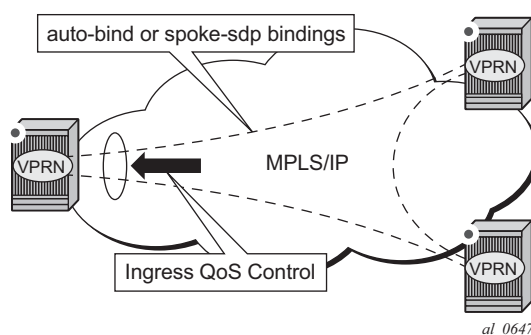 auto-bind or spoke-sdp bindings
VPRN
VPRN
MPLS/IP
Ingress QoS Control
VPRN
al_0647